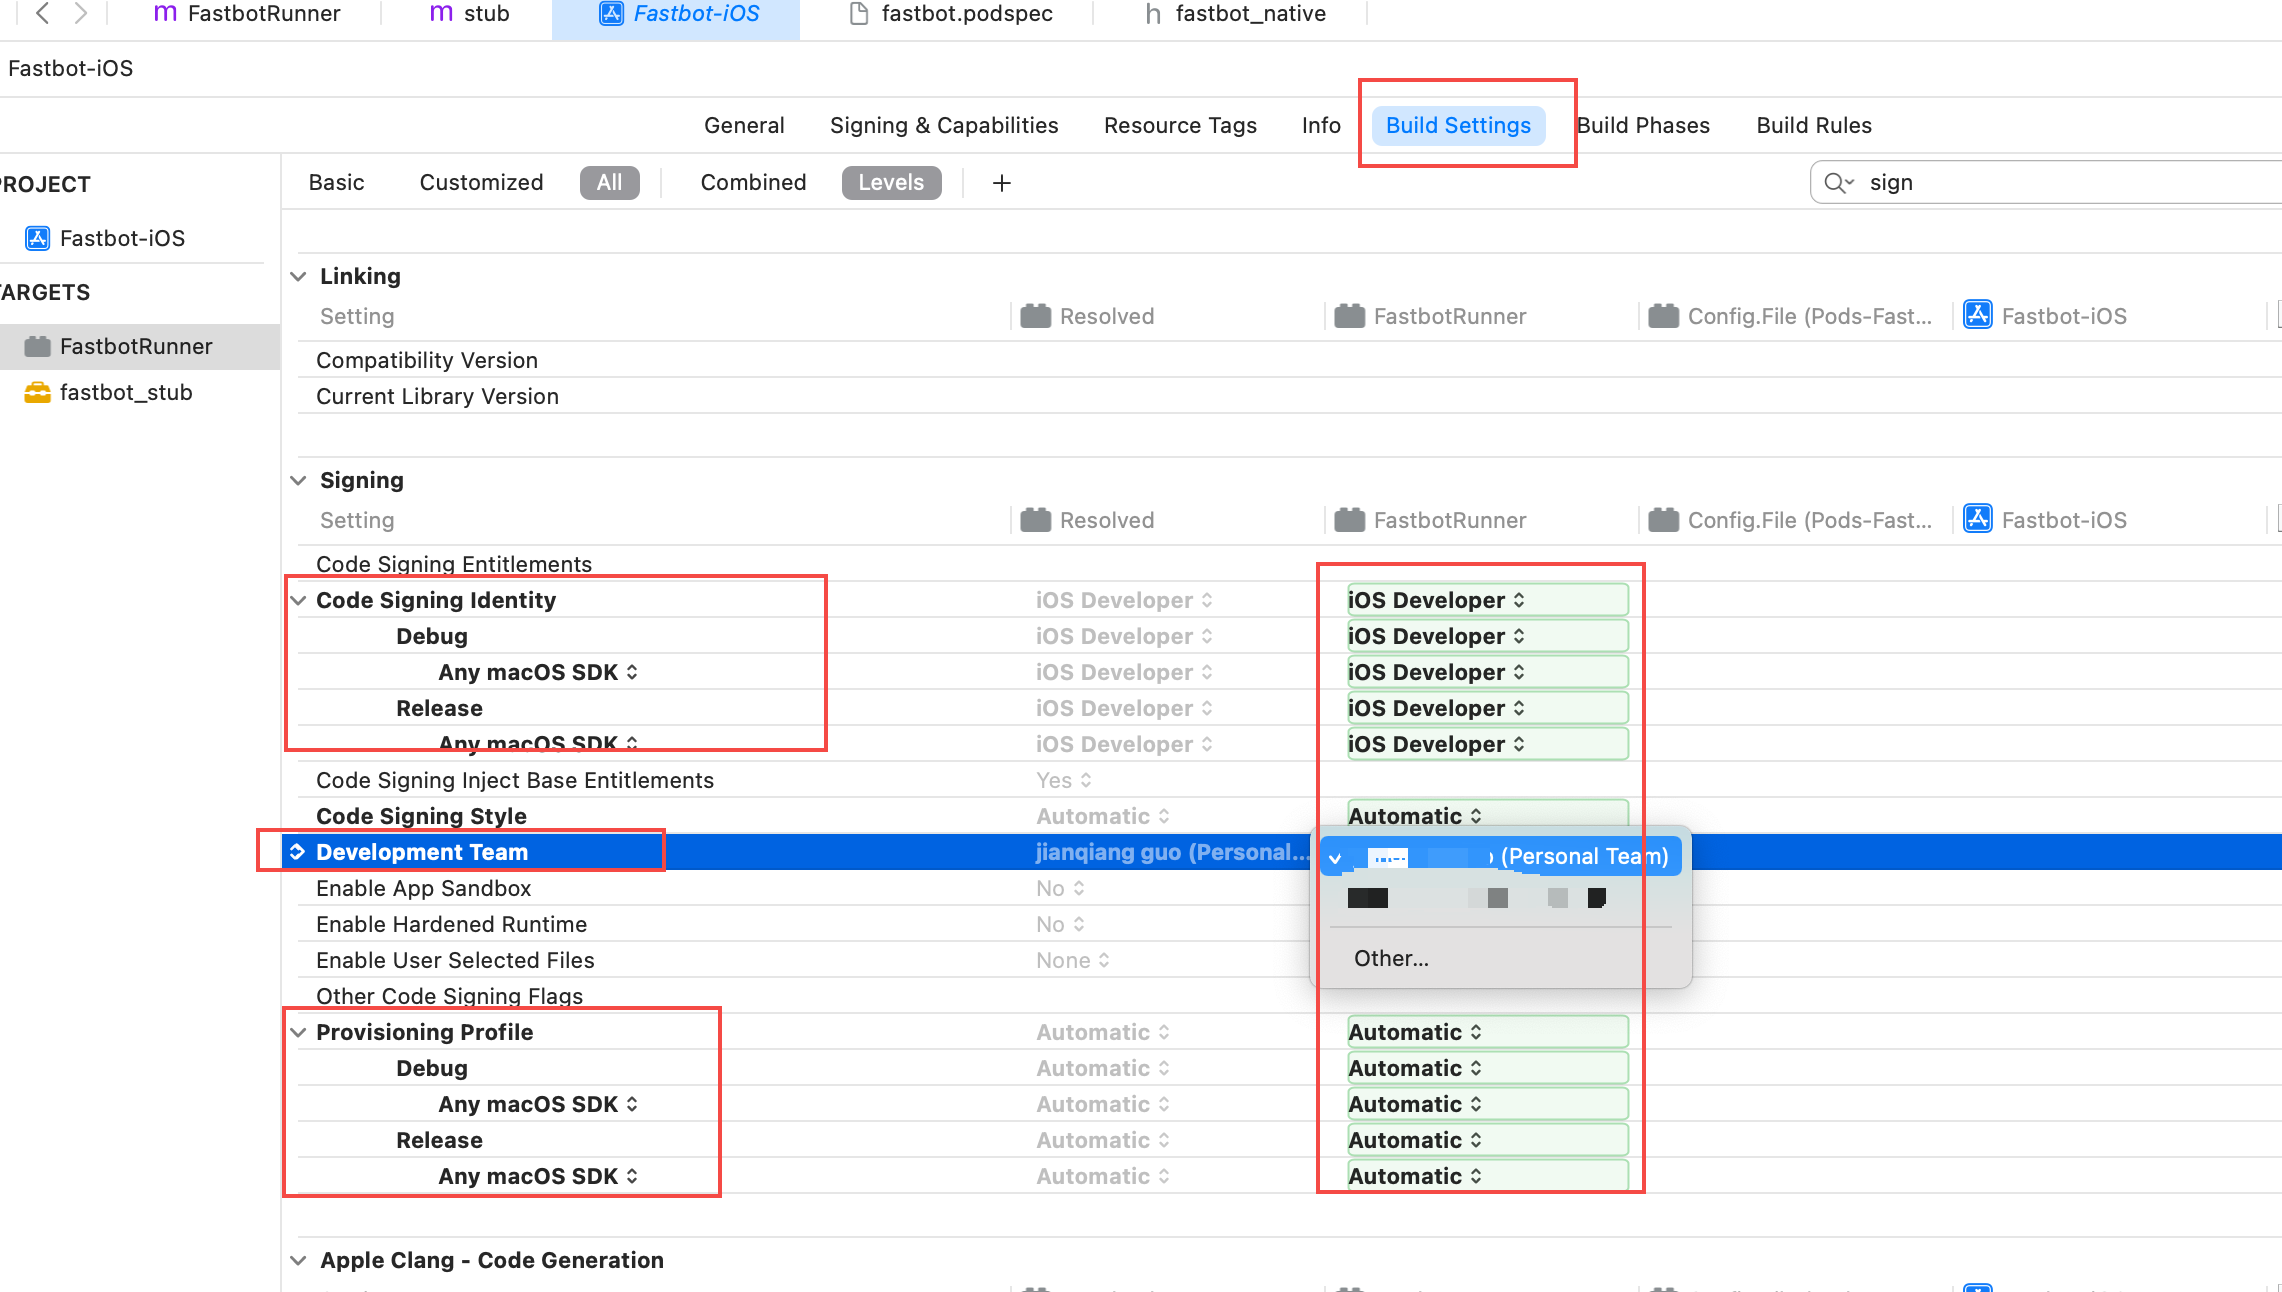 FastbotRunner
stub
Fastbot-iOS
fastbot.podspec
h fastbot_native
Fastbot-iOS
General
Signing & Capabilities
Resource Tags
Info
Build Settings
Build Phases
Build Rules
PROJECT
Fastbot-iOS
TARGETS
FastbotRunner
fastbot_stub
Basic
Customized
All
Combined
Levels
+
sign
Linking
Setting Resolved FastbotRunner Config.File (Pods-Fast... Fastbot-iOS
Compatibility Version
Current Library Version
Signing
Setting Resolved FastbotRunner Config.File (Pods-Fast... Fastbot-iOS
Code Signing Entitlements
Code Signing Identity iOS Developer iOS Developer
Debug iOS Developer iOS Developer
Any macOS SDK iOS Developer iOS Developer
Release iOS Developer iOS Developer
Any macOS SDK iOS Developer iOS Developer
Code Signing Inject Base Entitlements Yes
Code Signing Style Automatic Automatic
Development Team jianqiang guo (Personal... (Personal Team)
Enable App Sandbox No
Enable Hardened Runtime No
Enable User Selected Files None Other...
Other Code Signing Flags
Provisioning Profile Automatic Automatic
Debug Automatic Automatic
Any macOS SDK Automatic Automatic
Release Automatic Automatic
Any macOS SDK Automatic Automatic
Apple Clang - Code Generation